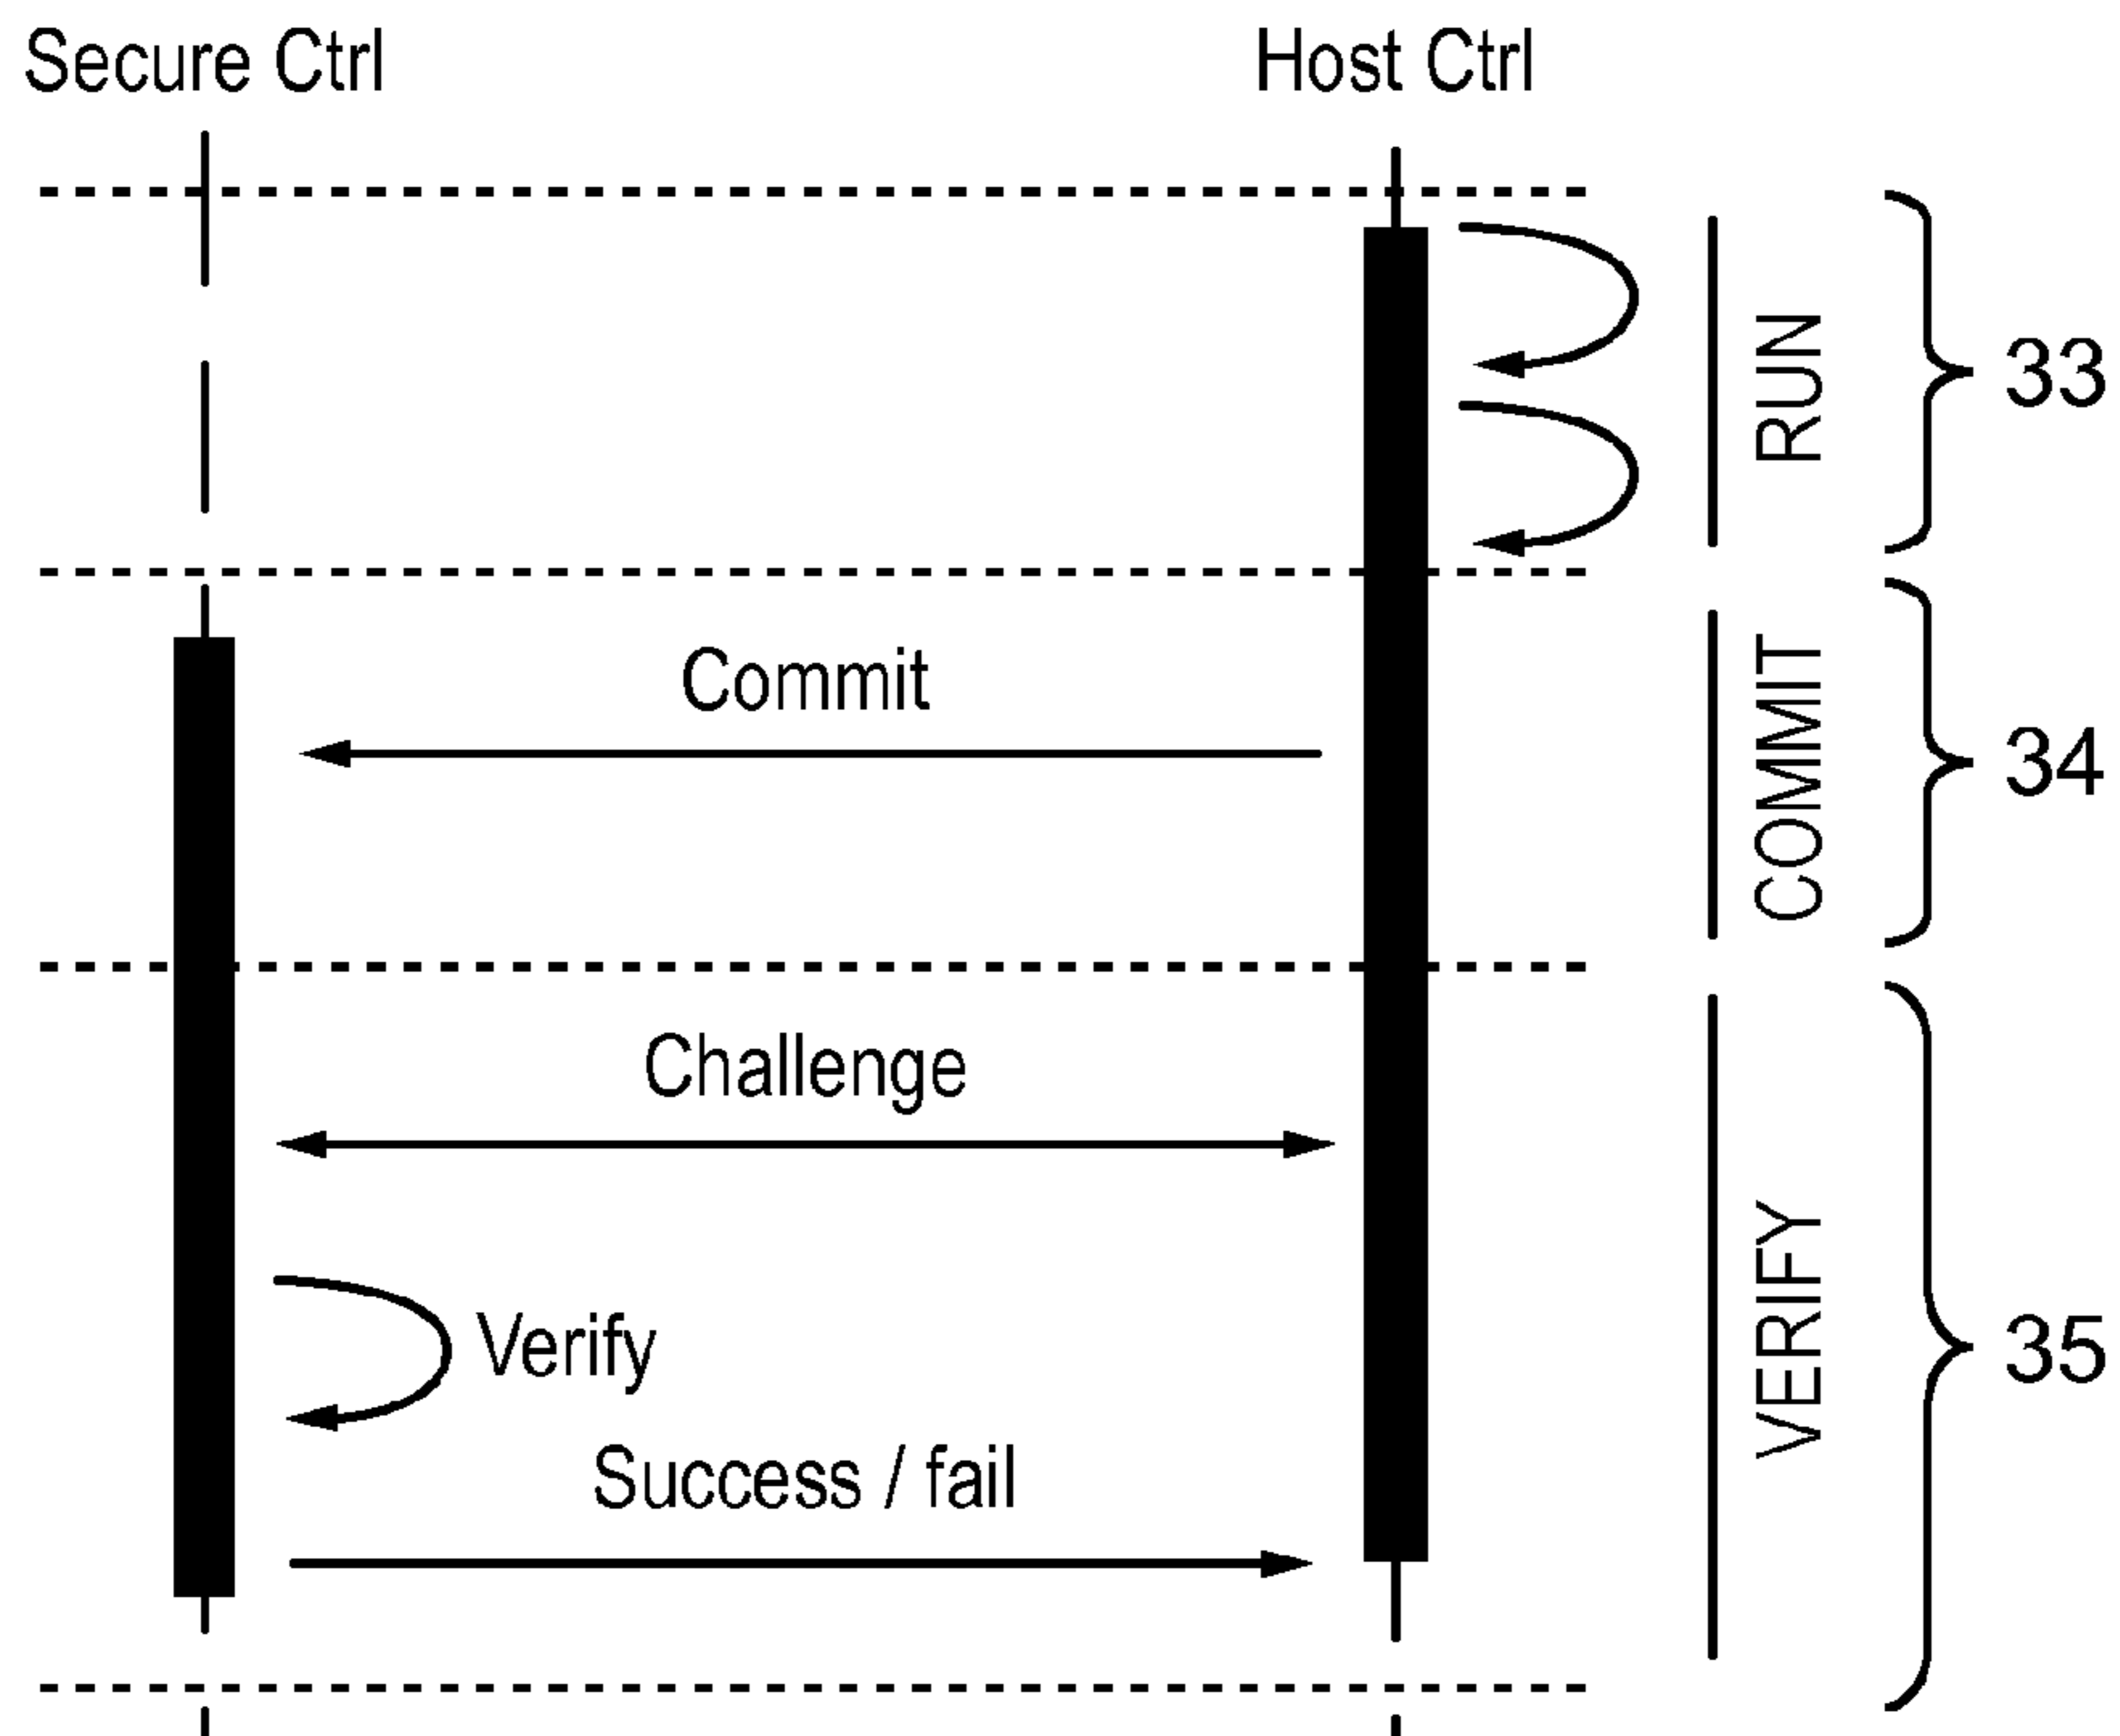 Secure Ctrl
Host Ctrl
RUN
33
Commit
COMMIT
34
Challenge
Verify
VERIFY
35
Success / fail